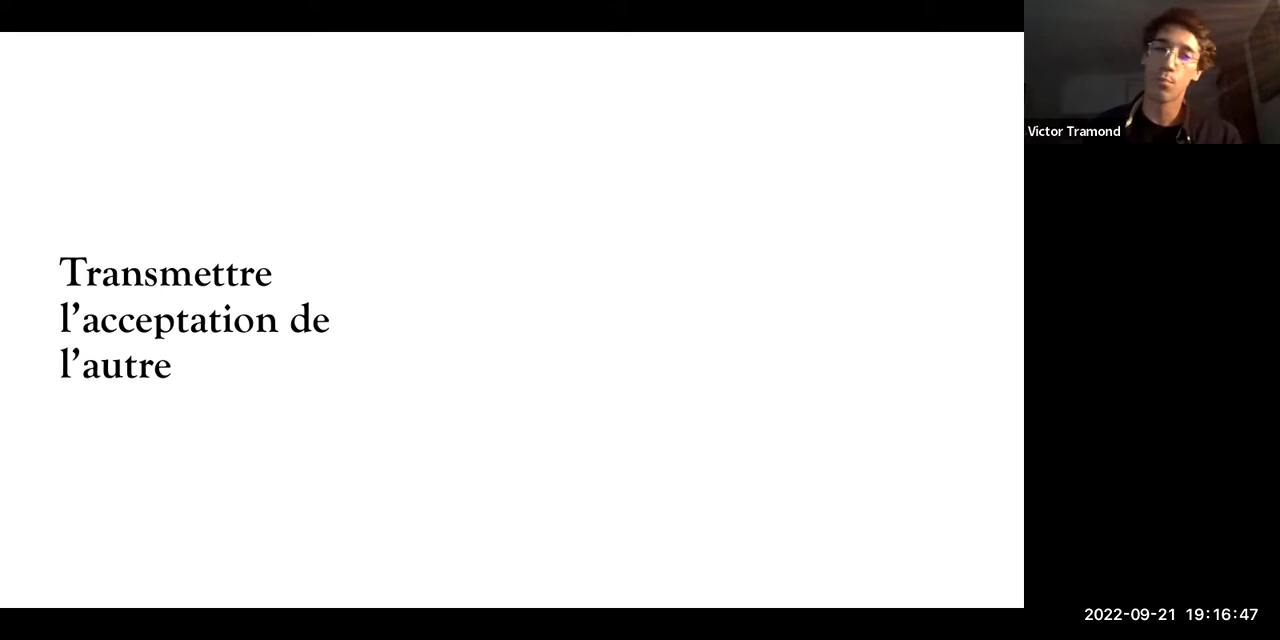 Transmettre
l’acceptation de
l’autre
Victor Tramond
2022-09-21 19:16:47